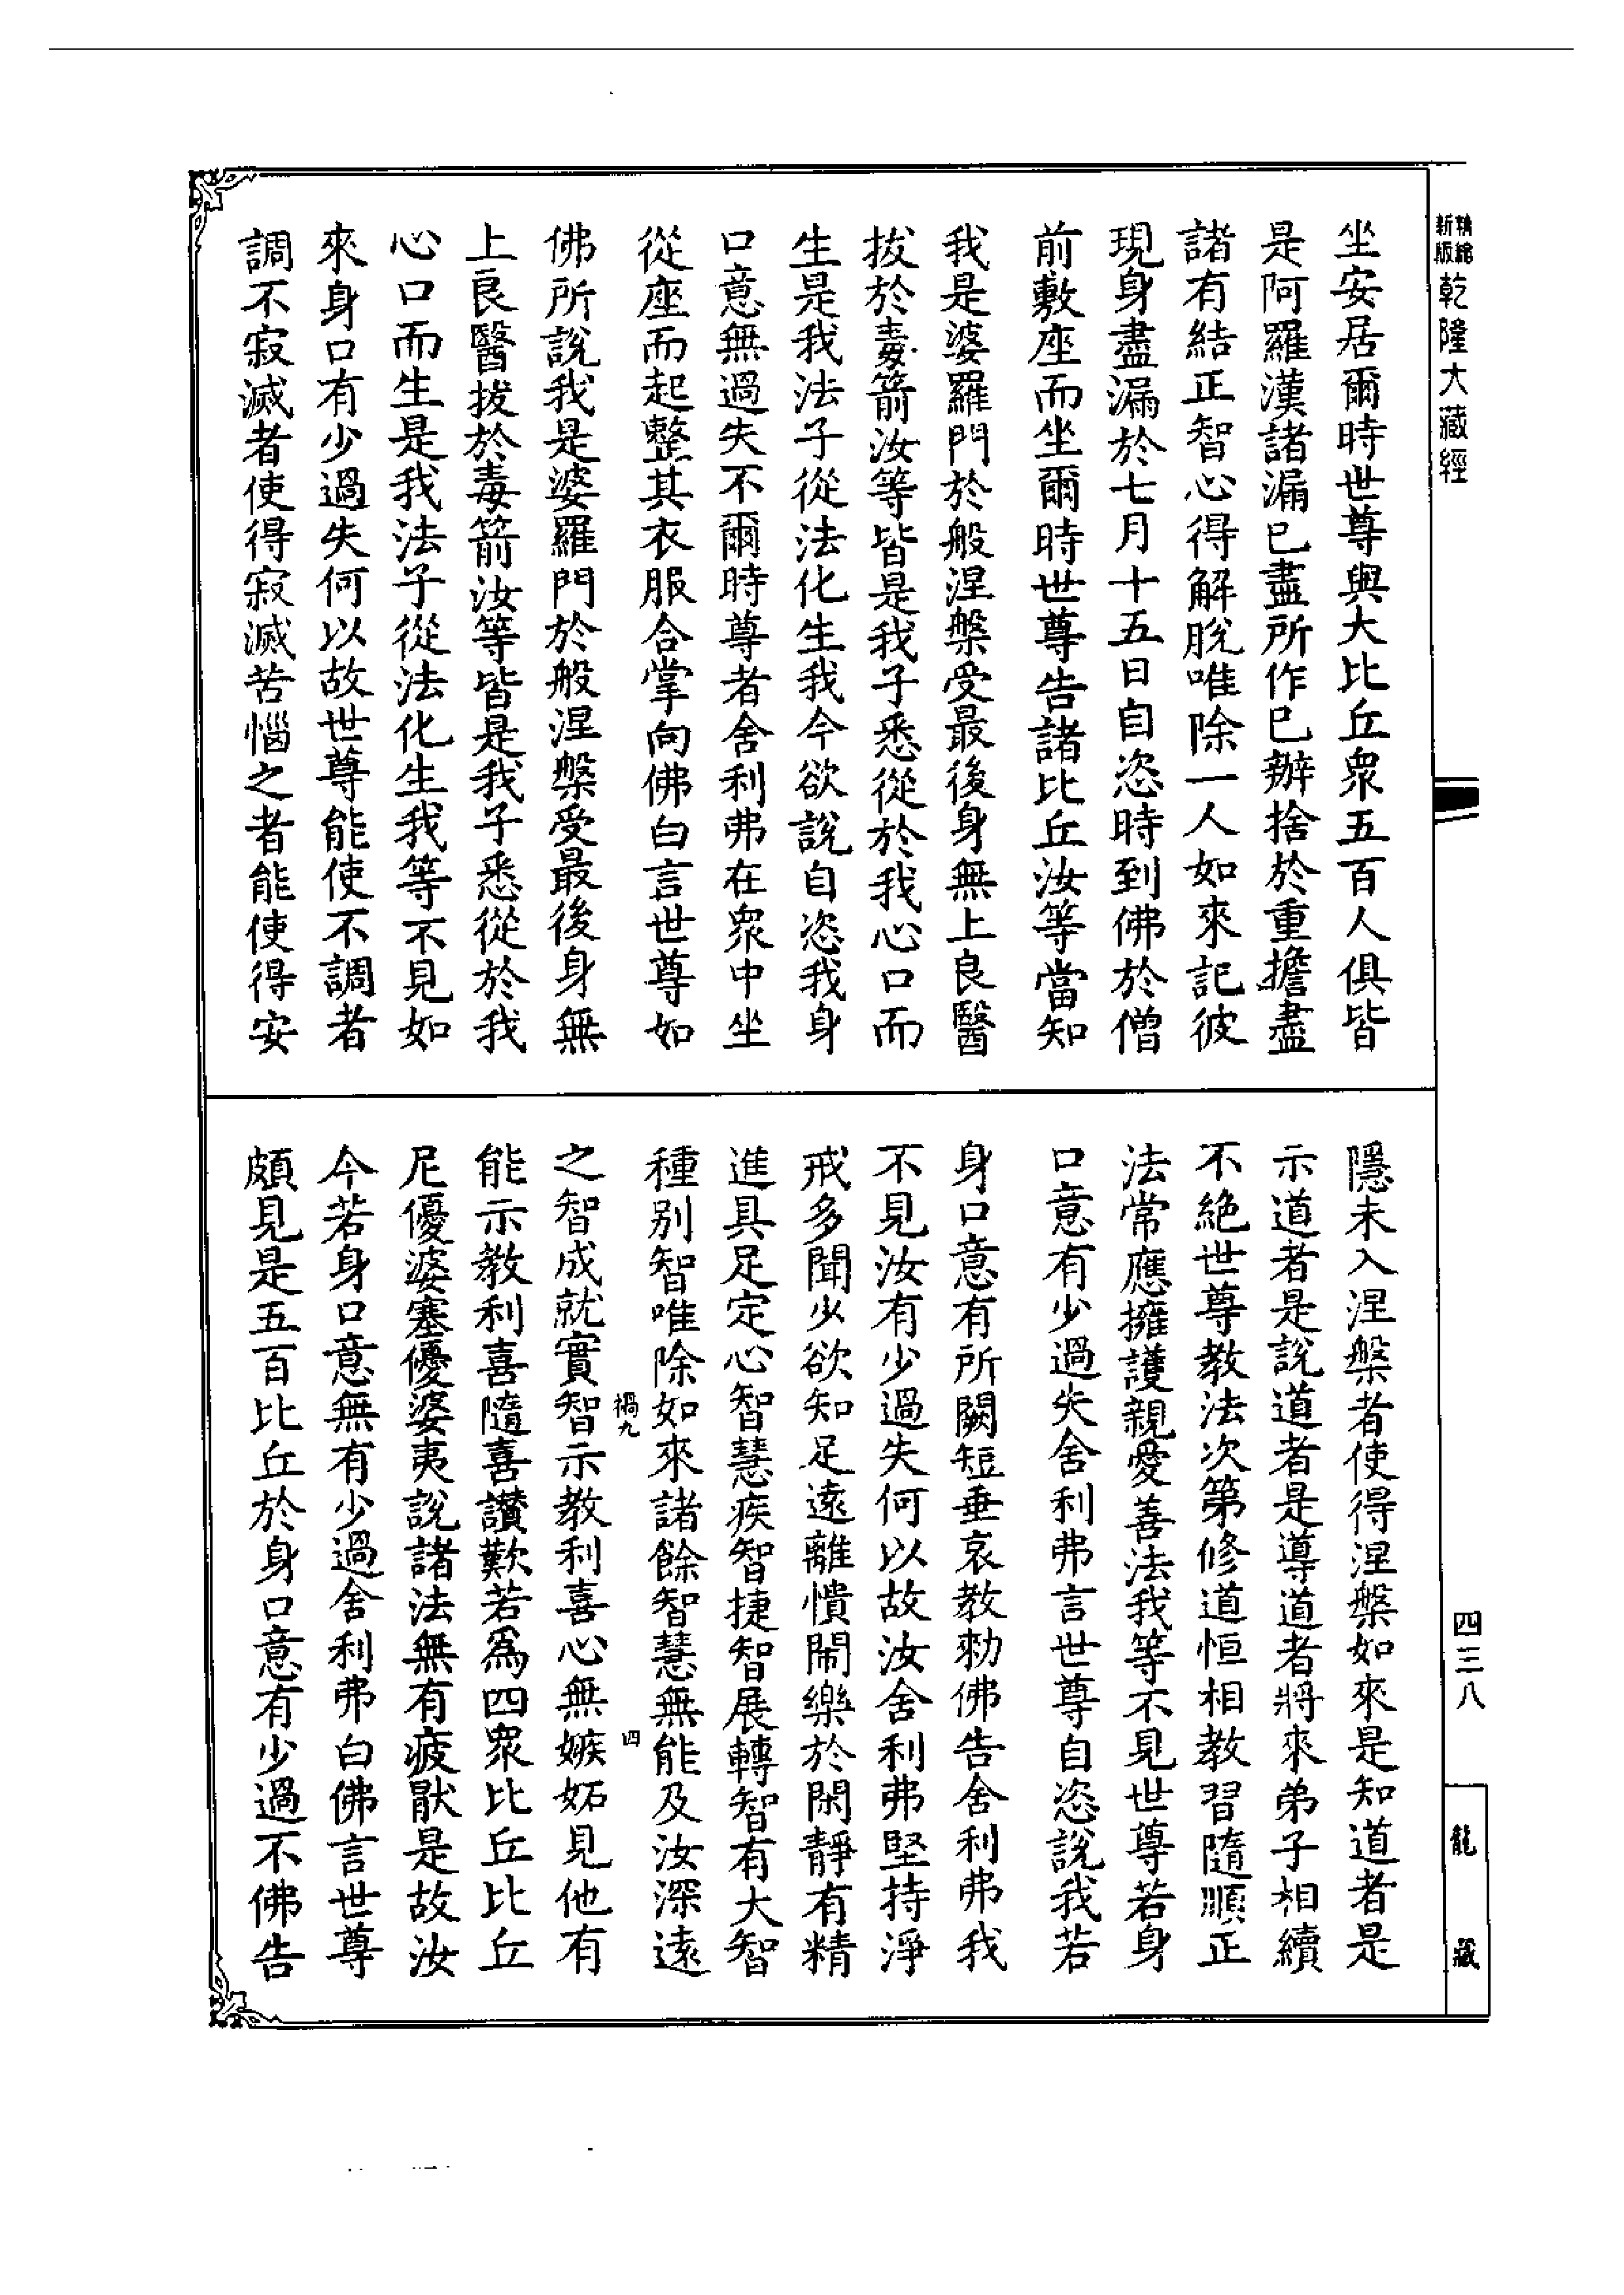 精縮新版乾隆大藏經
坐安居爾時世尊與大比丘衆五百人俱皆
是阿羅漢諸漏已盡所作已辦捨於重擔盡
諸有結正智心得解脫唯除一人如來記彼
現身盡漏於七月十五日自恣時到佛於僧
前敷座而坐爾時世尊告諸比丘汝等當知
我是婆羅門於般涅槃受最後身無上良醫
拔於毒箭汝等皆是我子悉從於我心口而
生是我法子從法化生我今欲說自恣我身
口意無過失不爾時尊者舍利弗在衆中坐
從座而起整其衣服合掌向佛白言世尊如
佛所說我是婆羅門於般涅槃受最後身無
上良醫拔於毒箭汝等皆是我子悉從於我
心口而生是我法子從法化生我等不見如
來身口有少過失何以故世尊能使不調者
調不寂滅者使得寂滅苦惱之者能使得安
隱未入涅槃者使得涅槃如來是知道者是
示道者是說道者是導道者將來弟子相續
不絕世尊教法次第修道恒相教習隨順正
法常應擁護親愛善法我等不見世尊若身
口意有少過失舍利弗言世尊自恣說我若
身口意有所闕短垂哀教勑佛告舍利弗我
不見汝有少過失何以故汝舍利弗堅持淨
戒多聞少欲知足遠離憒鬧樂於閑靜有精
進具足定心智慧疾智捷智展轉智有大智
種別智唯除如來諸餘智慧無能及汝深遠
禍九
四
之智成就實智示教利喜心無嫉妬見他有
能示教利喜隨喜讚歎若爲四衆比丘比丘
尼優婆塞優婆夷說諸法無有疲猒是故汝
今若身口意無有少過舍利弗白佛言世尊
頗見是五百比丘於身口意有少過不佛告
四三八
龍藏